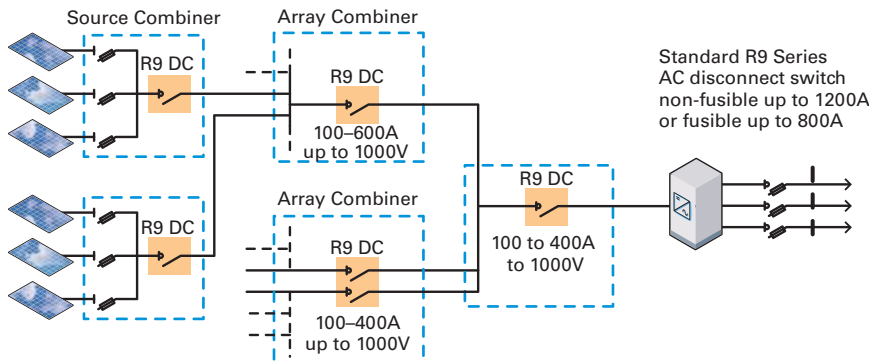 Source Combiner
R9 DC
R9 DC
Array Combiner
R9 DC
100–600A
up to 1000V
Array Combiner
R9 DC
100–400A
up to 1000V
R9 DC
100 to 400A
to 1000V
Standard R9 Series
AC disconnect switch
non-fusible up to 1200A
or fusible up to 800A